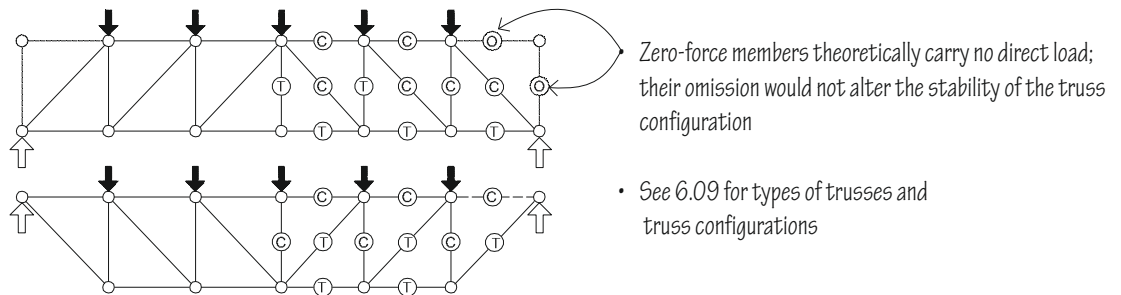 C C O
T C T C C C O
T T T
C C C
C T C T C T
T T
• Zero-force members theoretically carry no direct load;
their omission would not alter the stability of the truss
configuration
• See 6.09 for types of trusses and
truss configurations